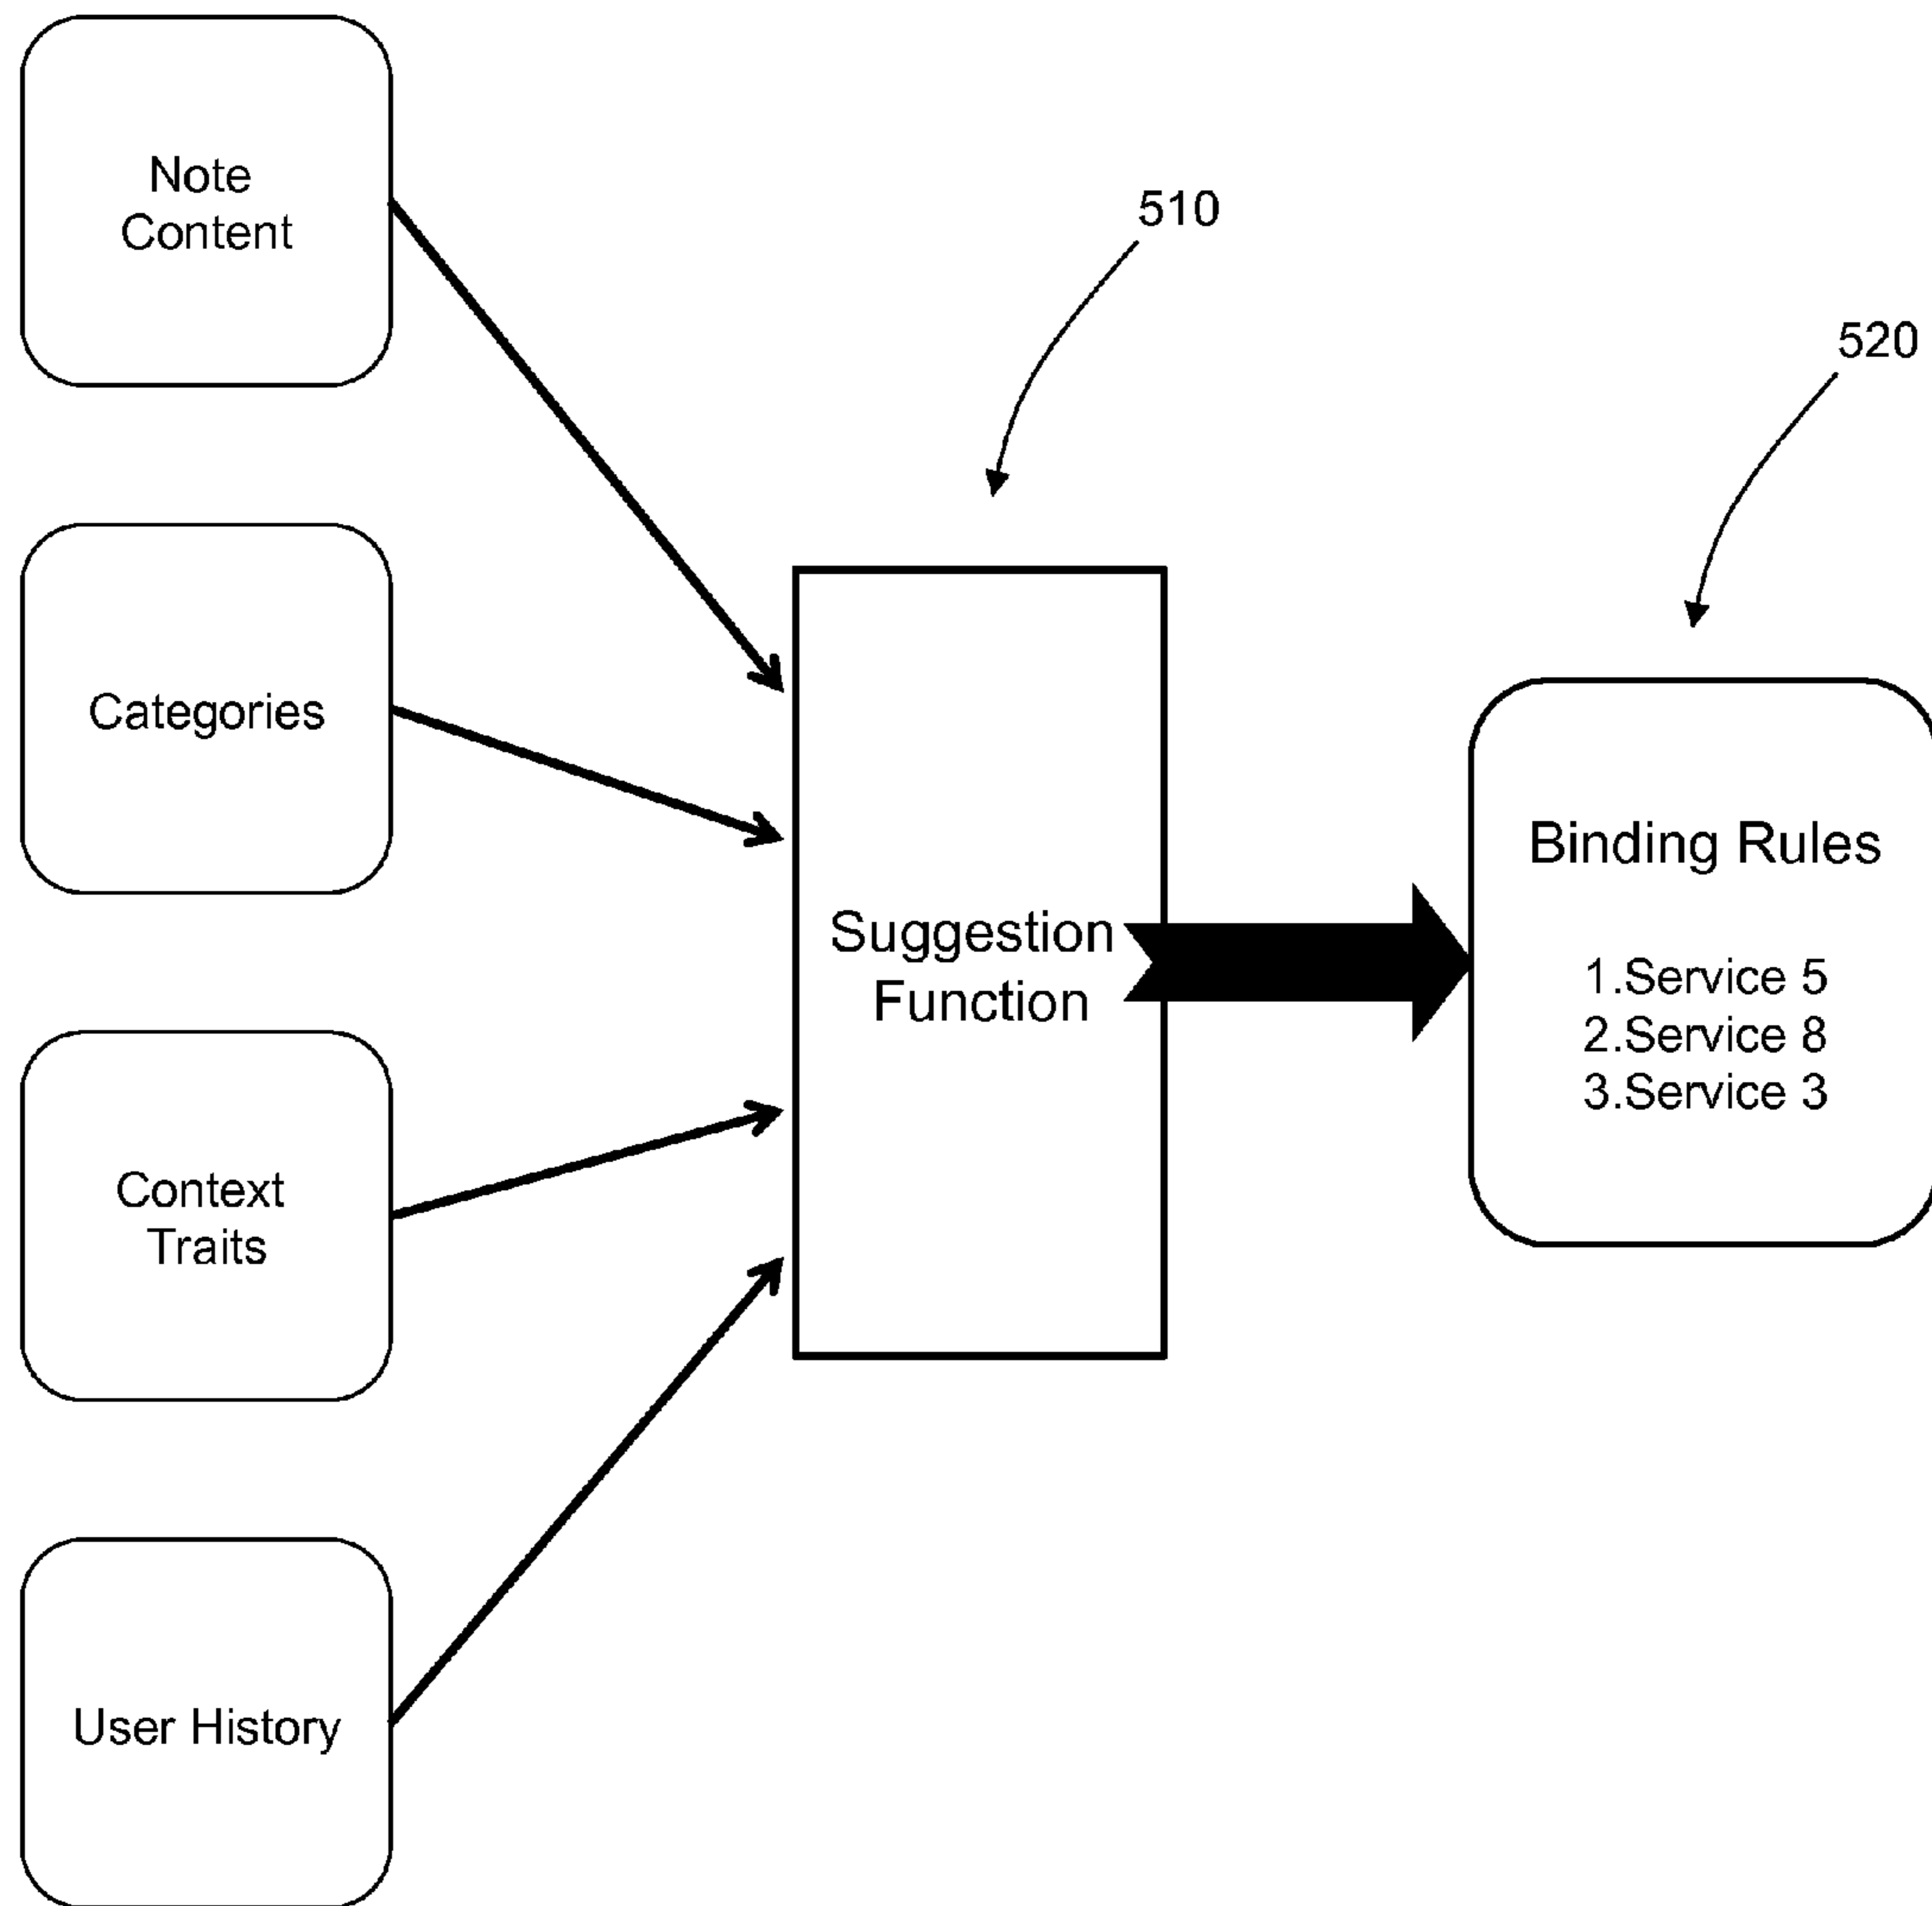 Note
Content
510
520
Categories
Suggestion
Function
Binding Rules
1.Service 5
2.Service 8
3.Service 3
Context
Traits
User History